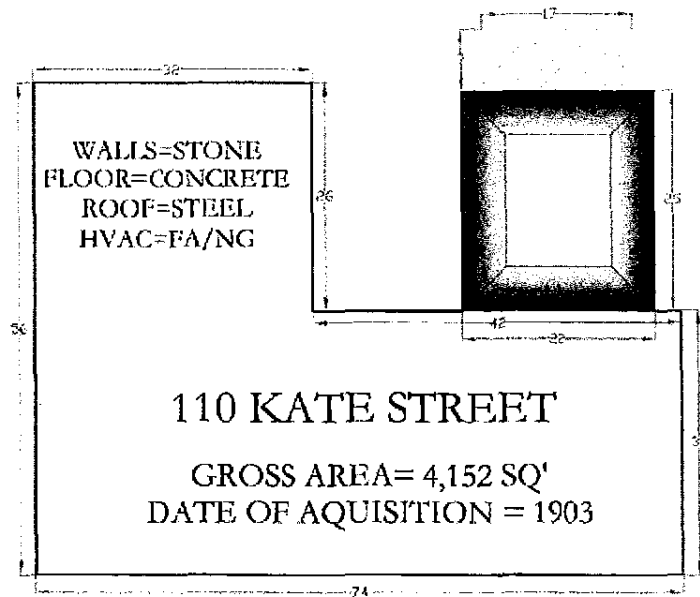 17
32
WALLS=STONE
FLOOR=CONCRETE
ROOF=STEEL
HVAC=FA/NG
26
25
42
22
110 KATE STREET
GROSS AREA= 4,152 SQ'
DATE OF AQUISITION = 1903
74